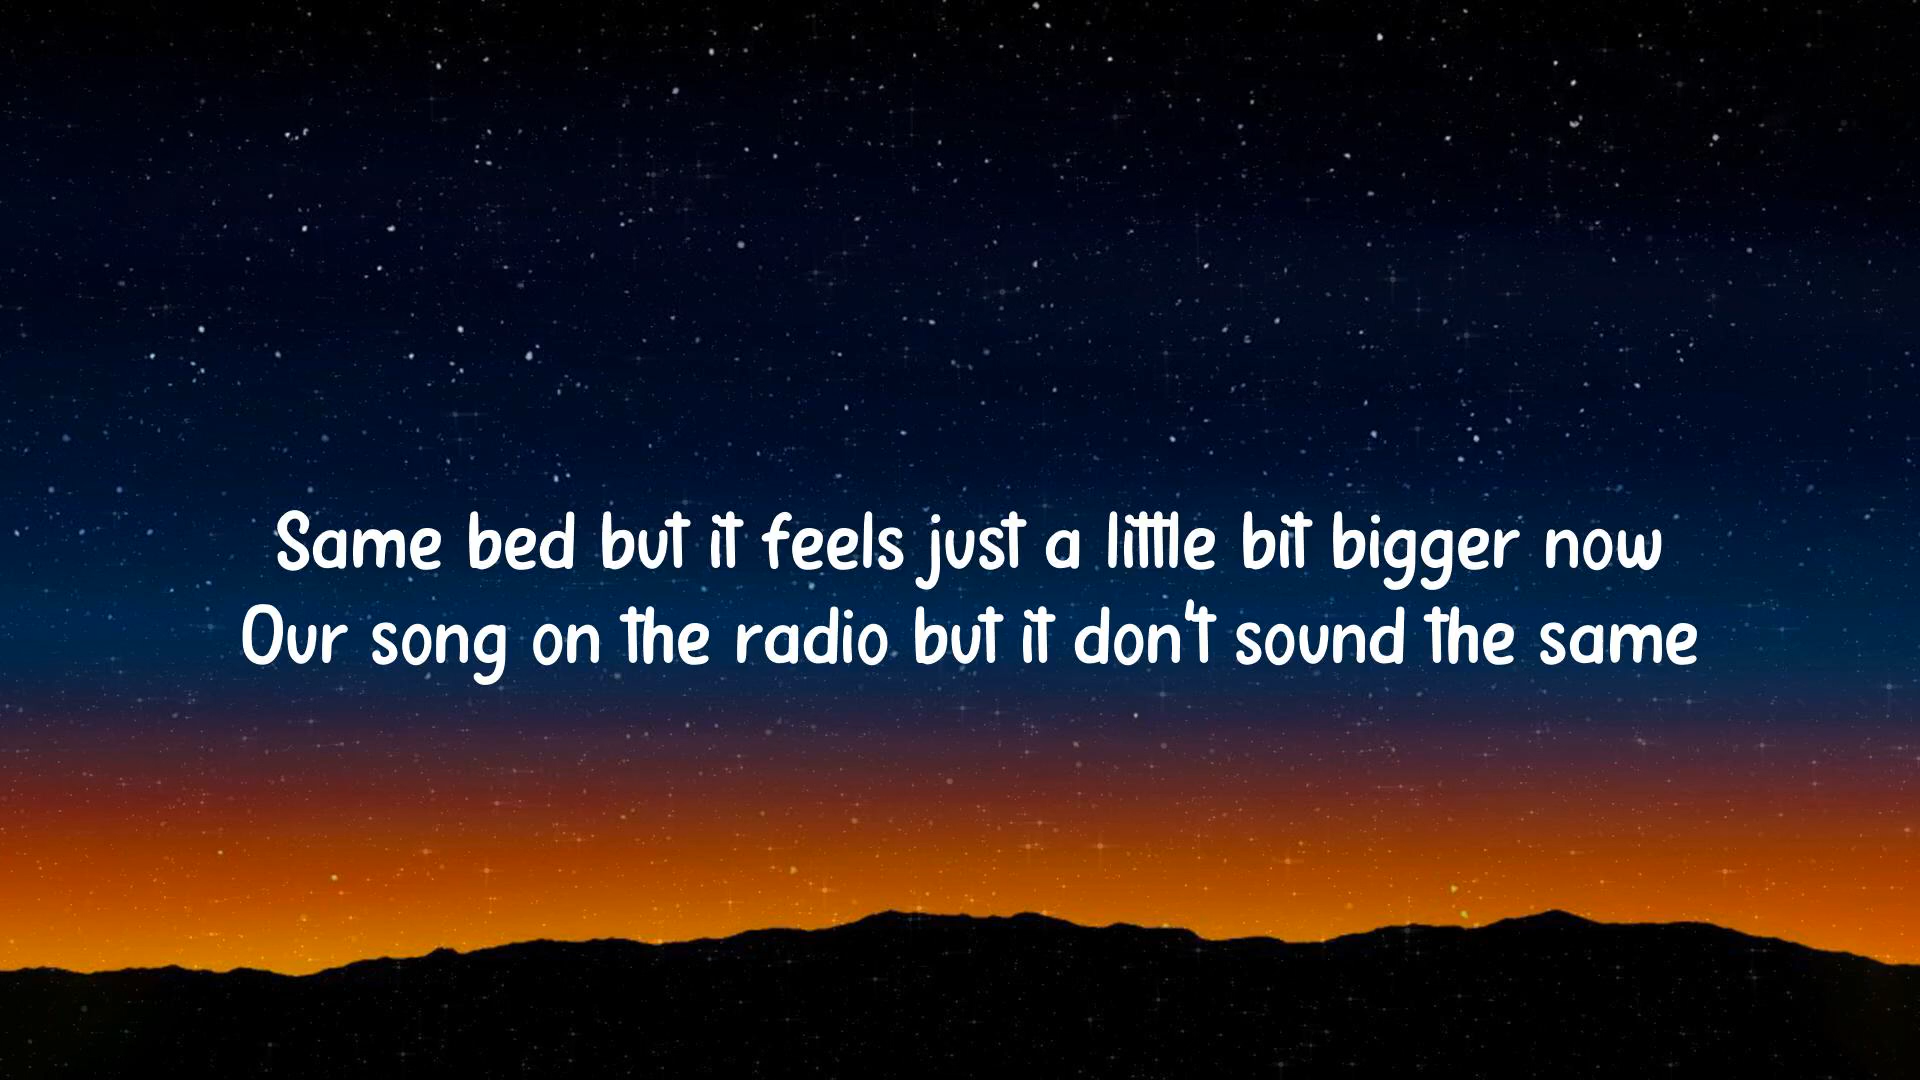 Same bed but it feels just a little bit bigger now
Our song on the radio but it don't sound the same